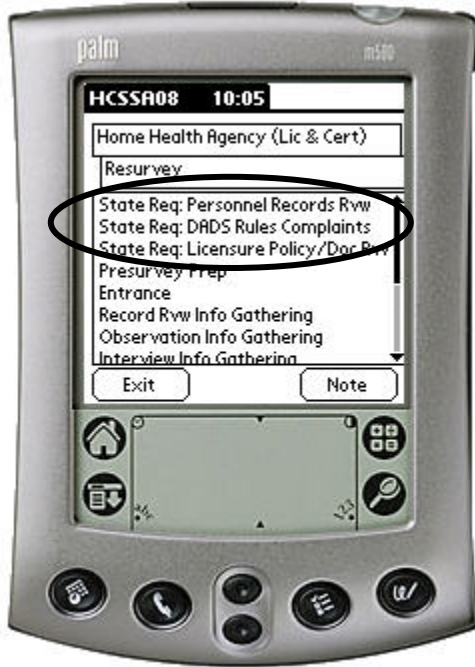 palm
m500
HCSSA08 10:05
Home Health Agency (Lic & Cert)
Resurvey
State Req: Personnel Records Rvw
State Req: DADS Rules Complaints
State Req: Licensure Policy/Doc Rvw
Presurvey Prep
Entrance
Record Rvw Info Gathering
Observation Info Gathering
Interview Info Gathering
Exit Note
abc 123